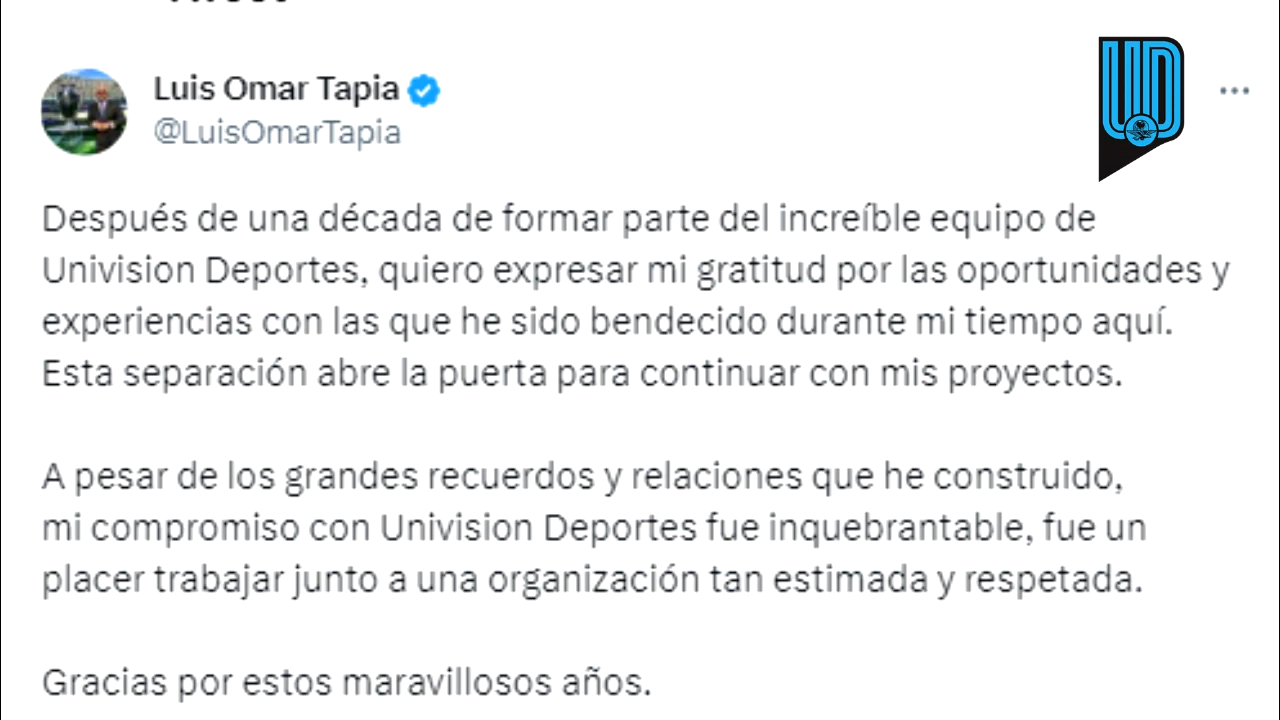 Luis Omar Tapia
@LuisOmarTapia
UD
Después de una década de formar parte del increíble equipo de
Univision Deportes, quiero expresar mi gratitud por las oportunidades y
experiencias con las que he sido bendecido durante mi tiempo aquí.
Esta separación abre la puerta para continuar con mis proyectos.
A pesar de los grandes recuerdos y relaciones que he construido,
mi compromiso con Univision Deportes fue inquebrantable, fue un
placer trabajar junto a una organización tan estimada y respetada.
Gracias por estos maravillosos años.